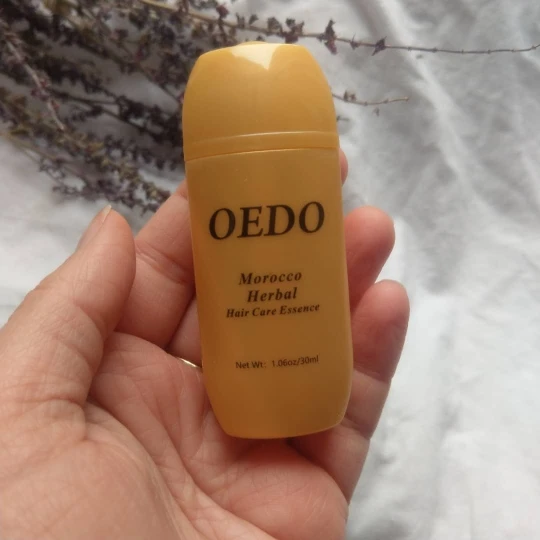 OEDO
Morocco
Herbal
Hair Care Essence
Net Wt: 1.06oz/30ml